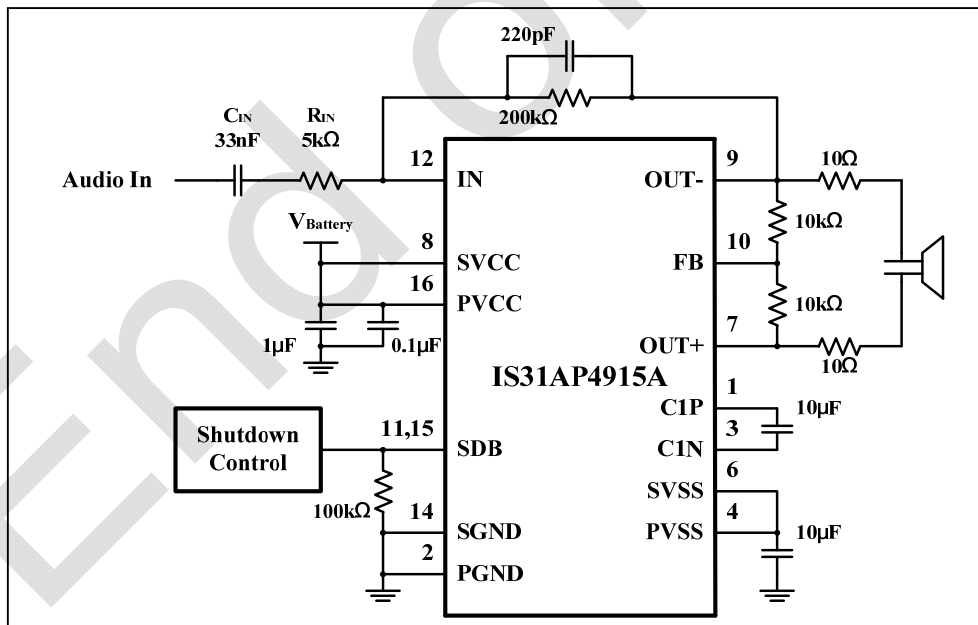 220pF
200kΩ
CIN
33nF
RIN
5kΩ
Audio In
12
IN
9
OUT-
10Ω
10kΩ
VBattery
8
SVCC
10
FB
16
PVCC
10kΩ
1µF
0.1µF
7
OUT+
10Ω
IS31AP4915A
1
C1P
10µF
3
C1N
Shutdown
Control
11,15
SDB
6
SVSS
100kΩ
14
SGND
4
PVSS
10µF
2
PGND
End of